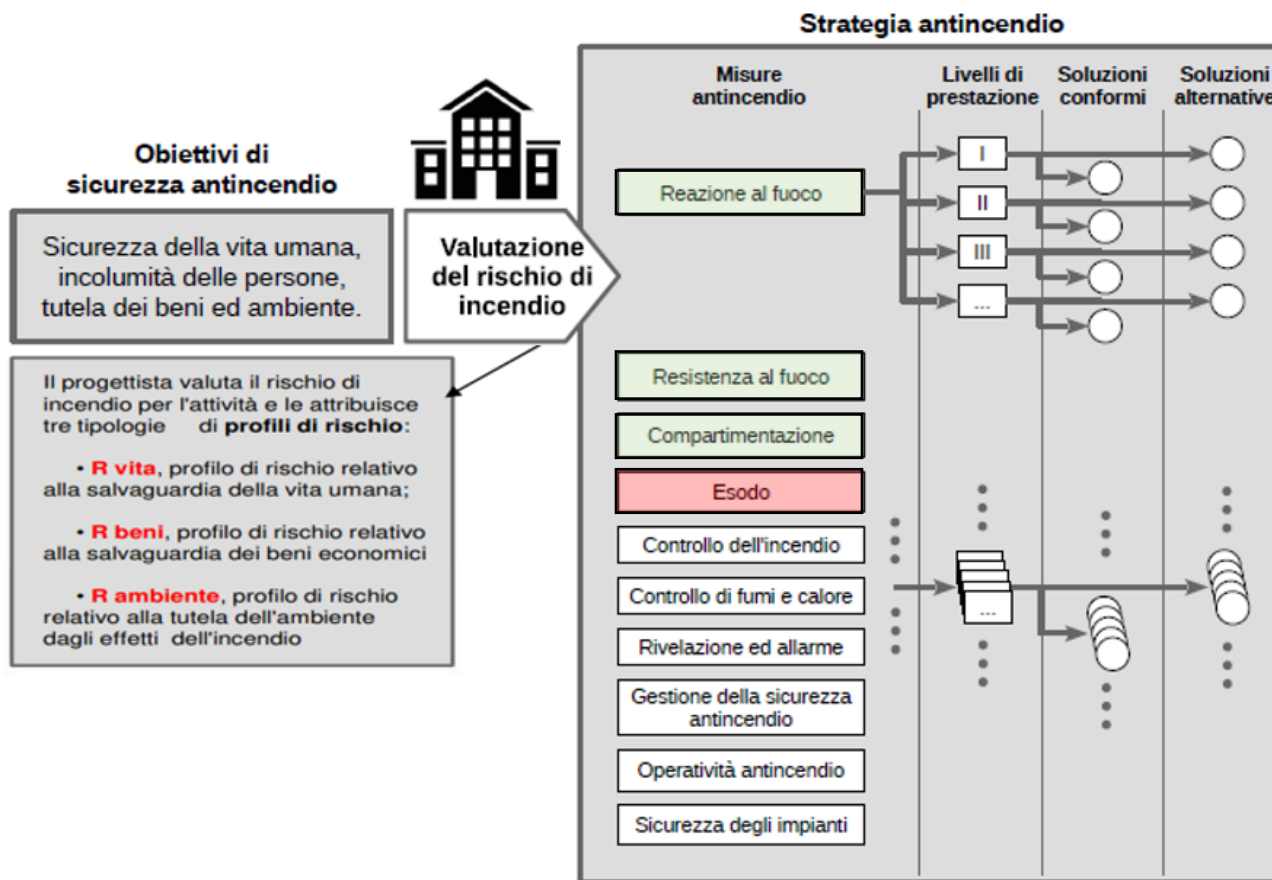 Strategia antincendio
Misure
antincendio
Livelli di
prestazione
Soluzioni
conformi
Soluzioni
alternative
Obiettivi di
sicurezza antincendio
Sicurezza della vita umana,
incolumità delle persone,
tutela dei beni ed ambiente.
Valutazione
del rischio di
incendio
Il progettista valuta il rischio di
incendio per l'attività e le attribuisce
tre tipologie di profili di rischio:
• R vita, profilo di rischio relativo
alla salvaguardia della vita umana;
• R beni, profilo di rischio relativo
alla salvaguardia dei beni economici
• R ambiente, profilo di rischio
relativo alla tutela dell'ambiente
dagli effetti dell'incendio
Reazione al fuoco
I
II
III
...
Resistenza al fuoco
Compartimentazione
Esodo
Controllo dell'incendio
Controllo di fumi e calore
...
Rivelazione ed allarme
Gestione della sicurezza
antincendio
Operatività antincendio
Sicurezza degli impianti